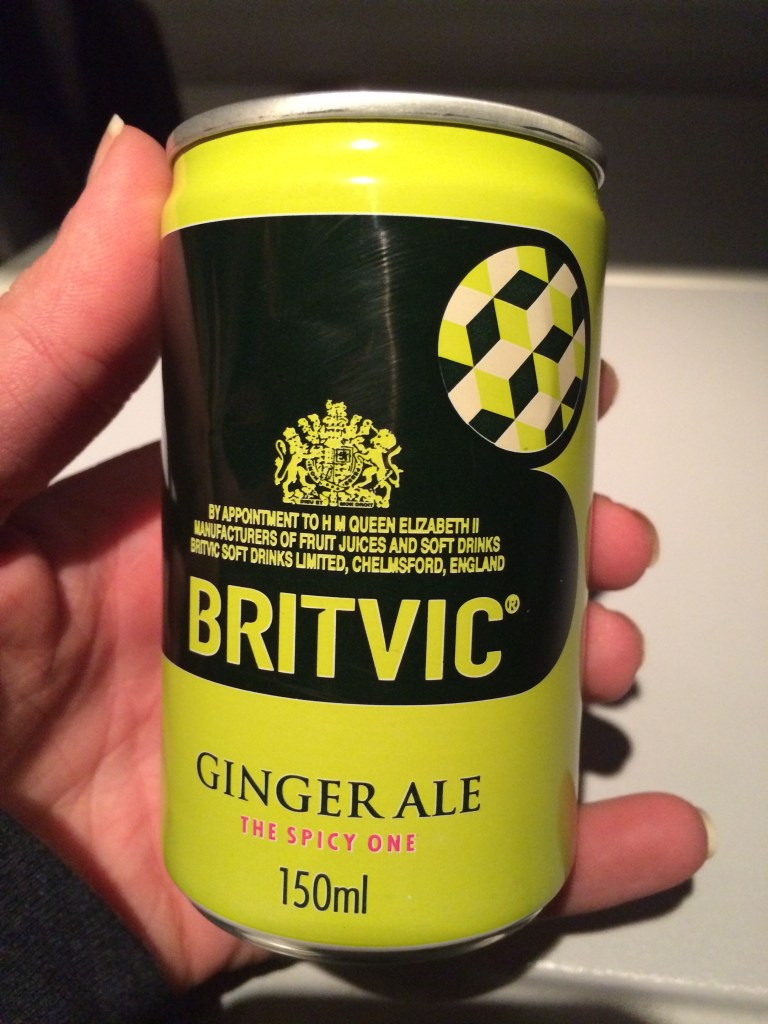 BY APPOINTMENT TO H M QUEEN ELIZABETH II
MANUFACTURERS OF FRUIT JUICES AND SOFT DRINKS
BRITVIC SOFT DRINKS LIMITED, CHELMSFORD, ENGLAND
BRITVIC®
GINGER ALE
THE SPICY ONE
150ml